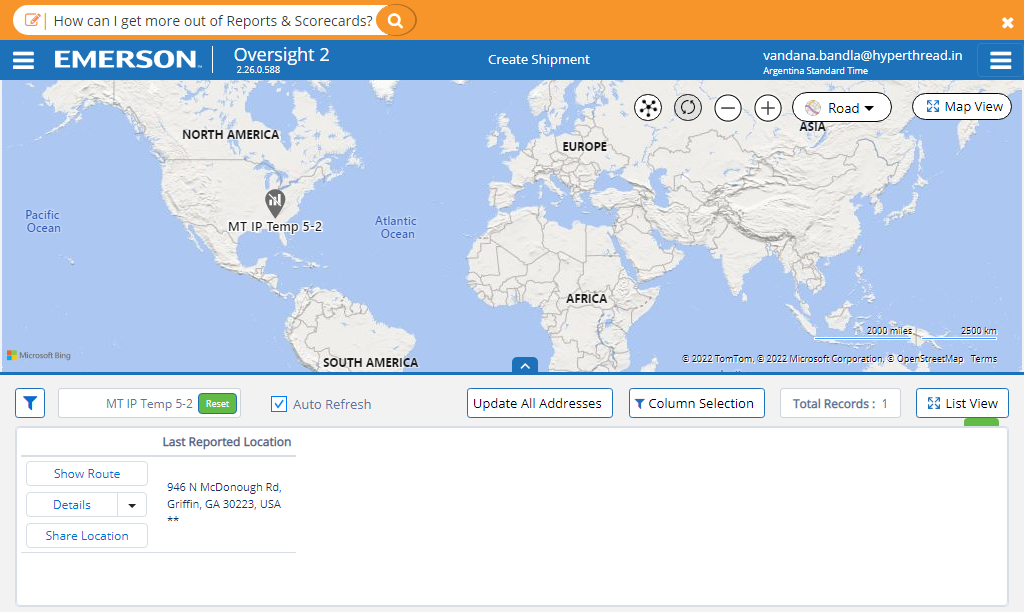 How can I get more out of Reports & Scorecards?
EMERSON
Oversight 2
2.26.0.588
Create Shipment
vandana.bandla@hyperthread.in
Argentina Standard Time
Road
Map View
NORTH AMERICA
EUROPE
ASIA
MT IP Temp 5-2
Pacific
Ocean
Atlantic
Ocean
AFRICA
SOUTH AMERICA
2000 miles
2500 km
Microsoft Bing
© 2022 TomTom, © 2022 Microsoft Corporation, © OpenStreetMap Terms
MT IP Temp 5-2
Reset
Auto Refresh
Update All Addresses
Column Selection
Total Records : 1
List View
Last Reported Location
Show Route
Details
Share Location
946 N McDonough Rd,
Griffin, GA 30223, USA
**